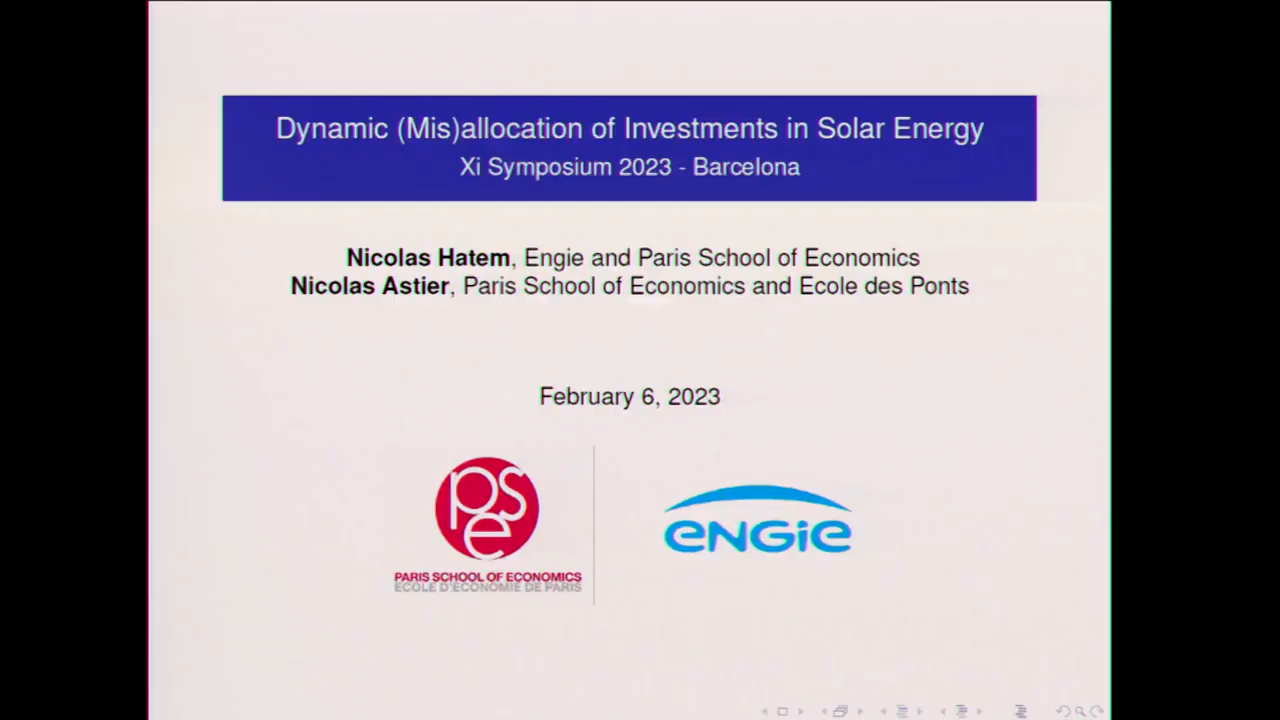 Dynamic (Mis)allocation of Investments in Solar Energy
Xi Symposium 2023 - Barcelona
Nicolas Hatem, Engie and Paris School of Economics
Nicolas Astier, Paris School of Economics and Ecole des Ponts
February 6, 2023
pse
PARIS SCHOOL OF ECONOMICS
ECOLE D'ECONOMIE DE PARIS
ENGIE